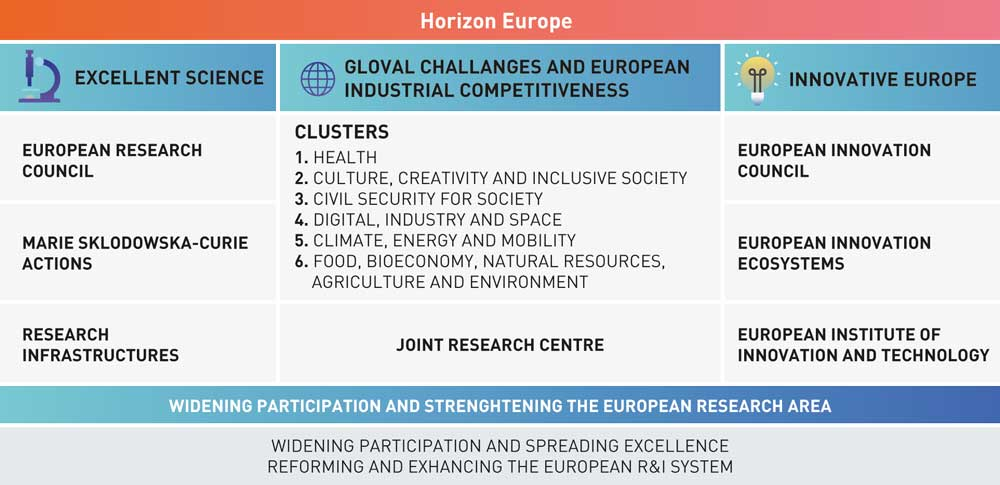 Horizon Europe
EXCELLENT SCIENCE
GLOVAL CHALLANGES AND EUROPEAN
INDUSTRIAL COMPETITIVENESS
INNOVATIVE EUROPE
EUROPEAN RESEARCH
COUNCIL
MARIE SKLODOWSKA-CURIE
ACTIONS
RESEARCH
INFRASTRUCTURES
CLUSTERS
1. HEALTH
2. CULTURE, CREATIVITY AND INCLUSIVE SOCIETY
3. CIVIL SECURITY FOR SOCIETY
4. DIGITAL, INDUSTRY AND SPACE
5. CLIMATE, ENERGY AND MOBILITY
6. FOOD, BIOECONOMY, NATURAL RESOURCES,
AGRICULTURE AND ENVIRONMENT
JOINT RESEARCH CENTRE
EUROPEAN INNOVATION
COUNCIL
EUROPEAN INNOVATION
ECOSYSTEMS
EUROPEAN INSTITUTE OF
INNOVATION AND TECHNOLOGY
WIDENING PARTICIPATION AND STRENGHTENING THE EUROPEAN RESEARCH AREA
WIDENING PARTICIPATION AND SPREADING EXCELLENCE
REFORMING AND EXHANCING THE EUROPEAN R&I SYSTEM